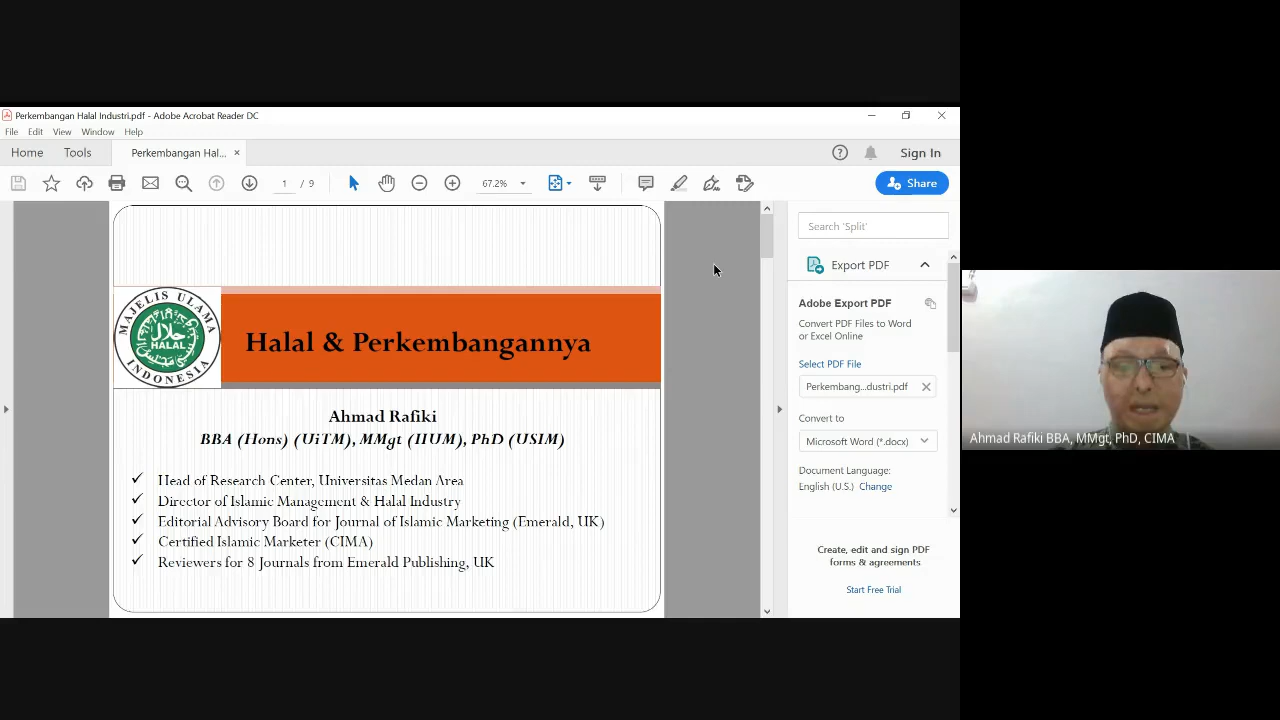 Perkembangan Halal Industri.pdf - Adobe Acrobat Reader DC
File Edit View Window Help
Home Tools Perkembangan Hal... × Sign In
1 / 9 67.2% Share
MAJELIS ULAMA
حلال
HALAL
INDONESIA
Halal & Perkembangannya
Ahmad Rafiki
BBA (Hons) (UiTM), MMgt (IIUM), PhD (USIM)
✓ Head of Research Center, Universitas Medan Area
✓ Director of Islamic Management & Halal Industry
✓ Editorial Advisory Board for Journal of Islamic Marketing (Emerald, UK)
✓ Certified Islamic Marketer (CIMA)
✓ Reviewers for 8 Journals from Emerald Publishing, UK
Search 'Split'
Export PDF
Adobe Export PDF
Convert PDF Files to Word
or Excel Online
Select PDF File
Perkembang...dustri.pdf
Convert to
Microsoft Word (*.docx)
Document Language:
English (U.S.) Change
Create, edit and sign PDF
forms & agreements
Start Free Trial
Ahmad Rafiki BBA, MMgt, PhD, CIMA